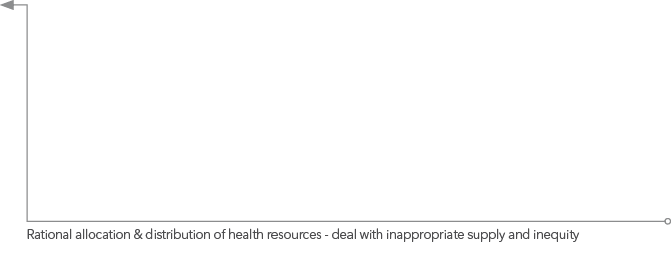 Rational allocation & distribution of health resources - deal with inappropriate supply and inequity